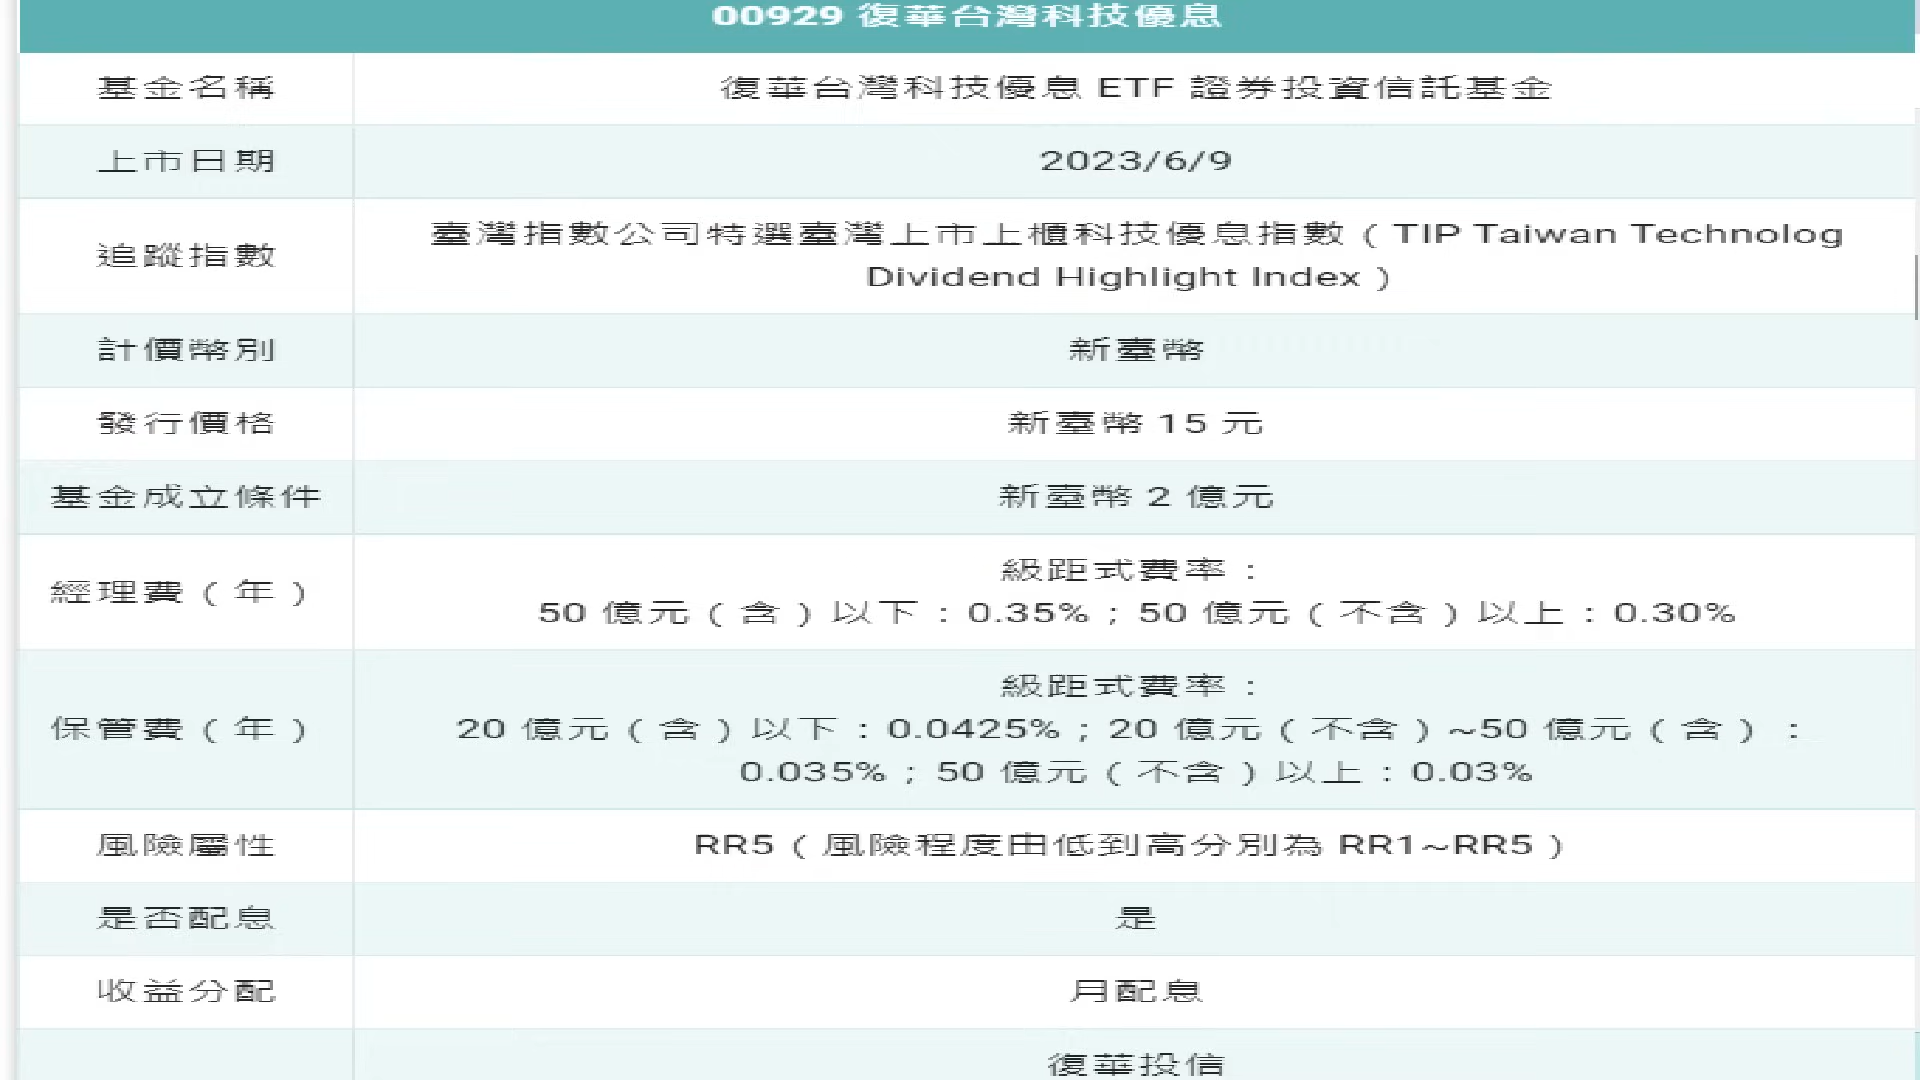 00929 復華台灣科技優息
基金名稱 復華台灣科技優息 ETF 證券投資信託基金
上市日期 2023/6/9
追蹤指數 臺灣指數公司特選臺灣上市上櫃科技優息指數（TIP Taiwan Technolog
Dividend Highlight Index）
計價幣別 新臺幣
發行價格 新臺幣 15 元
基金成立條件 新臺幣 2 億元
經理費（年） 級距式費率：
50 億元（含）以下：0.35%；50 億元（不含）以上：0.30%
保管費（年） 級距式費率：
20 億元（含）以下：0.0425%；20 億元（不含）~50 億元（含）：
0.035%；50 億元（不含）以上：0.03%
風險屬性 RR5（風險程度由低到高分別為 RR1~RR5）
是否配息 是
收益分配 月配息
復華投信